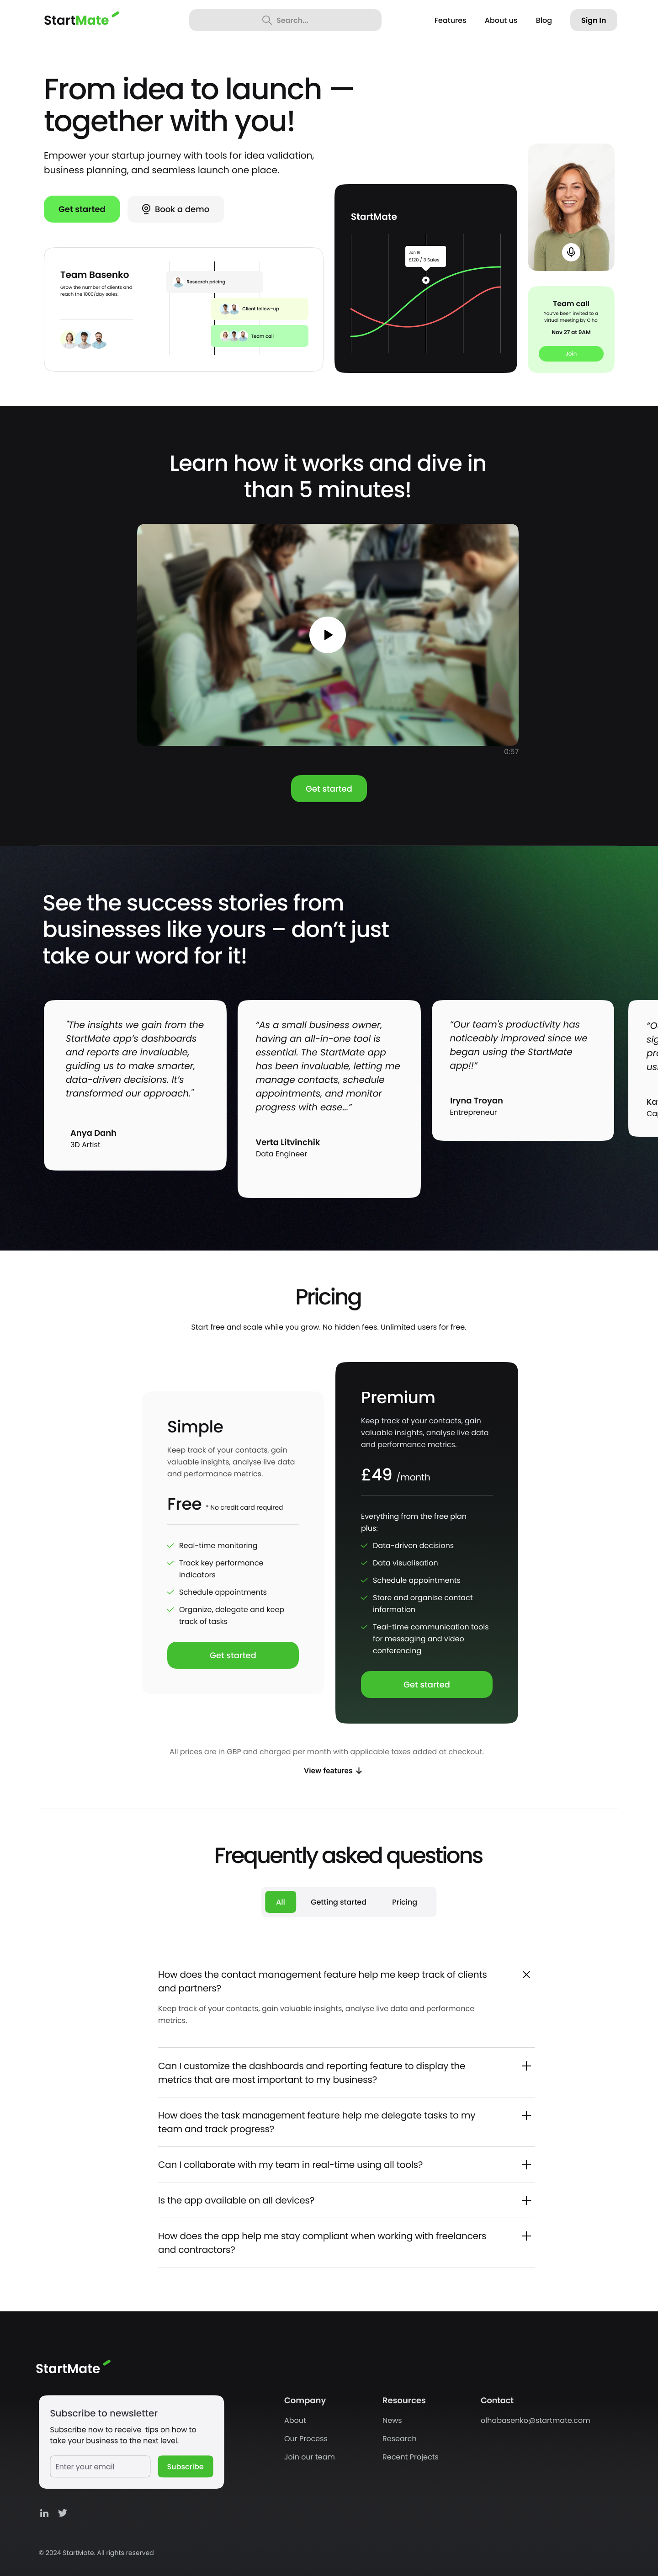 StartMate
Search...
Features
About us
Blog
Sign In
From idea to launch —
together with you!
Empower your startup journey with tools for idea validation,
business planning, and seamless launch one place.
Get started
Book a demo
Team Basenko
Grow the number of clients and
reach the 1000/day sales.
Research pricing
Client follow-up
Team call
StartMate
Jan 16
£120 / 3 Sales
Team call
You've been invited to a
virtual meeting by Olha
Nov 27 at 9AM
Join
Learn how it works and dive in
than 5 minutes!
0:57
Get started
See the success stories from
businesses like yours – don't just
take our word for it!
"The insights we gain from the
StartMate app's dashboards
and reports are invaluable,
guiding us to make smarter,
data-driven decisions. It's
transformed our approach."
Anya Danh
3D Artist
“As a small business owner,
having an all-in-one tool is
essential. The StartMate app
has been invaluable, letting me
manage contacts, schedule
appointments, and monitor
progress with ease...”
Verta Litvinchik
Data Engineer
“Our team's productivity has
noticeably improved since we
began using the StartMate
app!!”
Iryna Troyan
Entrepreneur
“O
sig
pro
us
Ka
Ca
Pricing
Start free and scale while you grow. No hidden fees. Unlimited users for free.
Simple
Keep track of your contacts, gain
valuable insights, analyse live data
and performance metrics.
Free * No credit card required
Real-time monitoring
Track key performance
indicators
Schedule appointments
Organize, delegate and keep
track of tasks
Get started
Premium
Keep track of your contacts, gain
valuable insights, analyse live data
and performance metrics.
£49 /month
Everything from the free plan
plus:
Data-driven decisions
Data visualisation
Schedule appointments
Store and organise contact
information
Teal-time communication tools
for messaging and video
conferencing
Get started
All prices are in GBP and charged per month with applicable taxes added at checkout.
View features
Frequently asked questions
All
Getting started
Pricing
How does the contact management feature help me keep track of clients
and partners?
Keep track of your contacts, gain valuable insights, analyse live data and performance
metrics.
Can I customize the dashboards and reporting feature to display the
metrics that are most important to my business?
How does the task management feature help me delegate tasks to my
team and track progress?
Can I collaborate with my team in real-time using all tools?
Is the app available on all devices?
How does the app help me stay compliant when working with freelancers
and contractors?
StartMate
Subscribe to newsletter
Subscribe now to receive tips on how to
take your business to the next level.
Enter your email
Subscribe
Company
About
Our Process
Join our team
Resources
News
Research
Recent Projects
Contact
olhabasenko@startmate.com
in
© 2024 StartMate. All rights reserved